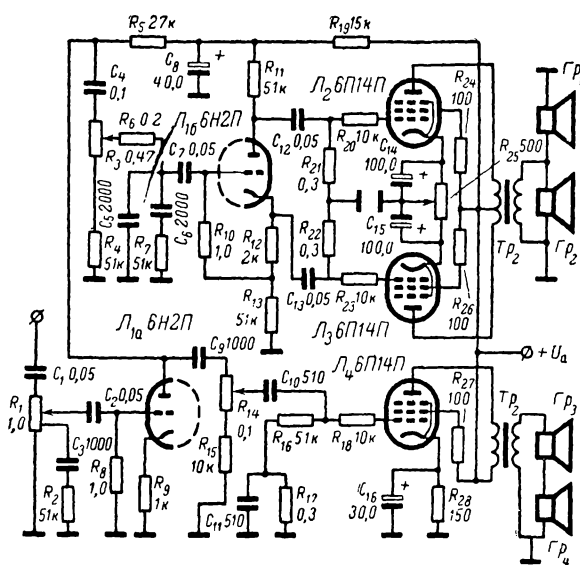 R5 27к
C8 40,0
+
R19 15к
R11 51к
C4 0,1
R6 0,2
R3 0,47
Л1б 6Н2П
C7 0,05
C12 0,05
Л2 6П14П
R20 10к
C14 100,0
+
R24 100
R25 500
Гр1
Гр2
Тр2
C5 2000
R4 51к
R7 51к
C6 2000
R10 1,0
R12 2к
R21 0,3
R22 0,3
C15 100,0
+
C13 0,05
R23 10к
R26 100
R13 51к
Л1а 6Н2П
Л3 6П14П
Л4 6П14П
+Uа
C1 0,05
R1 1,0
C2 0,05
C3 1000
R2 51к
R8 1,0
R9 1к
C9 1000
R14 0,1
R15 10к
C10 510
R16 51к
R18 10к
C11 510
R17 0,3
C16 30,0
+
R28 150
R27 100
Тр2
Гр3
Гр4